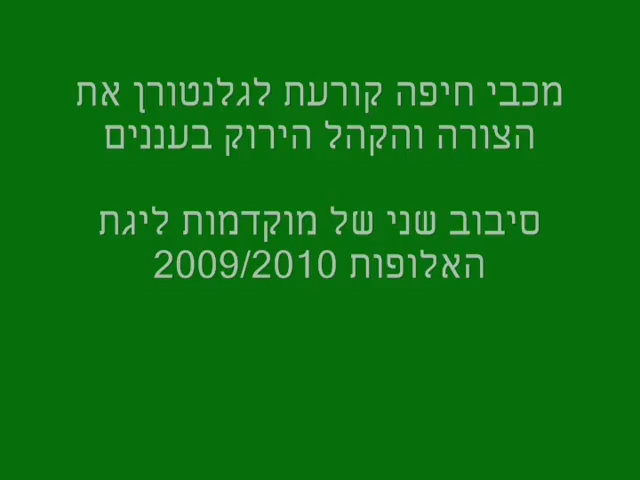 מכבי חיפה קורעת לגלנטורן את
הצורה והקהל הירוק בעננים
סיבוב שני של מוקדמות ליגת
האלופות 2009/2010